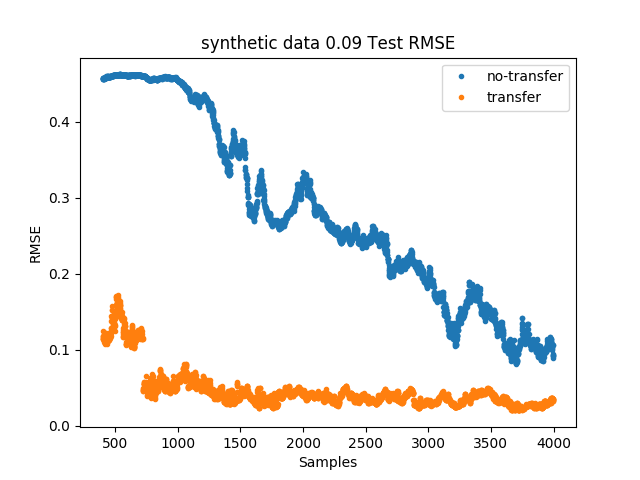 synthetic data 0.09 Test RMSE
no-transfer
transfer
0.4
0.3
0.2
0.1
0.0
RMSE
500 1000 1500 2000 2500 3000 3500 4000
Samples